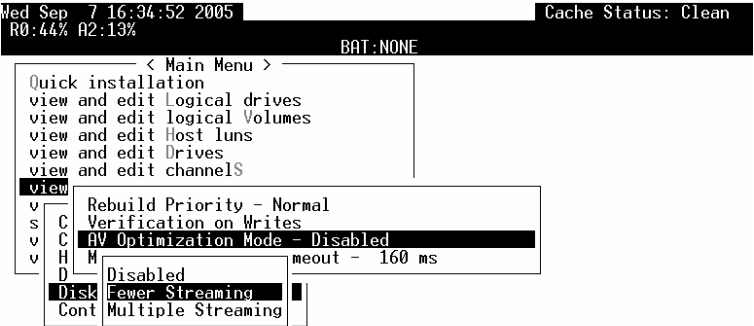 Wed Sep 7 16:34:52 2005 Cache Status: Clean
R0:44% A2:13%
BAT:NONE
< Main Menu >
Quick installation
view and edit Logical drives
view and edit logical Volumes
view and edit Host luns
view and edit Drives
view and edit channelS
view
v Rebuild Priority - Normal
s C Verification on Writes
v C AV Optimization Mode - Disabled
v H M meout - 160 ms
D Disabled
Disk Fewer Streaming
Cont Multiple Streaming